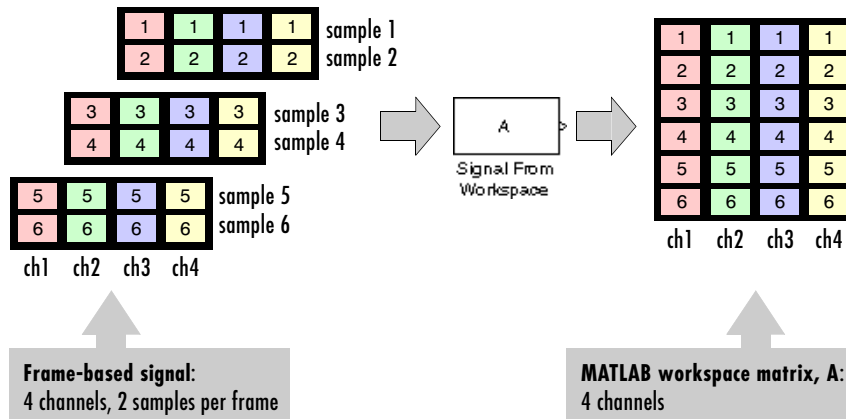 1 1 1 1 sample 1
2 2 2 2 sample 2
3 3 3 3 sample 3
4 4 4 4 sample 4
5 5 5 5 sample 5
6 6 6 6 sample 6
ch1 ch2 ch3 ch4
Frame-based signal:
4 channels, 2 samples per frame
A
Signal From
Workspace
1 1 1 1
2 2 2 2
3 3 3 3
4 4 4 4
5 5 5 5
6 6 6 6
ch1 ch2 ch3 ch4
MATLAB workspace matrix, A:
4 channels